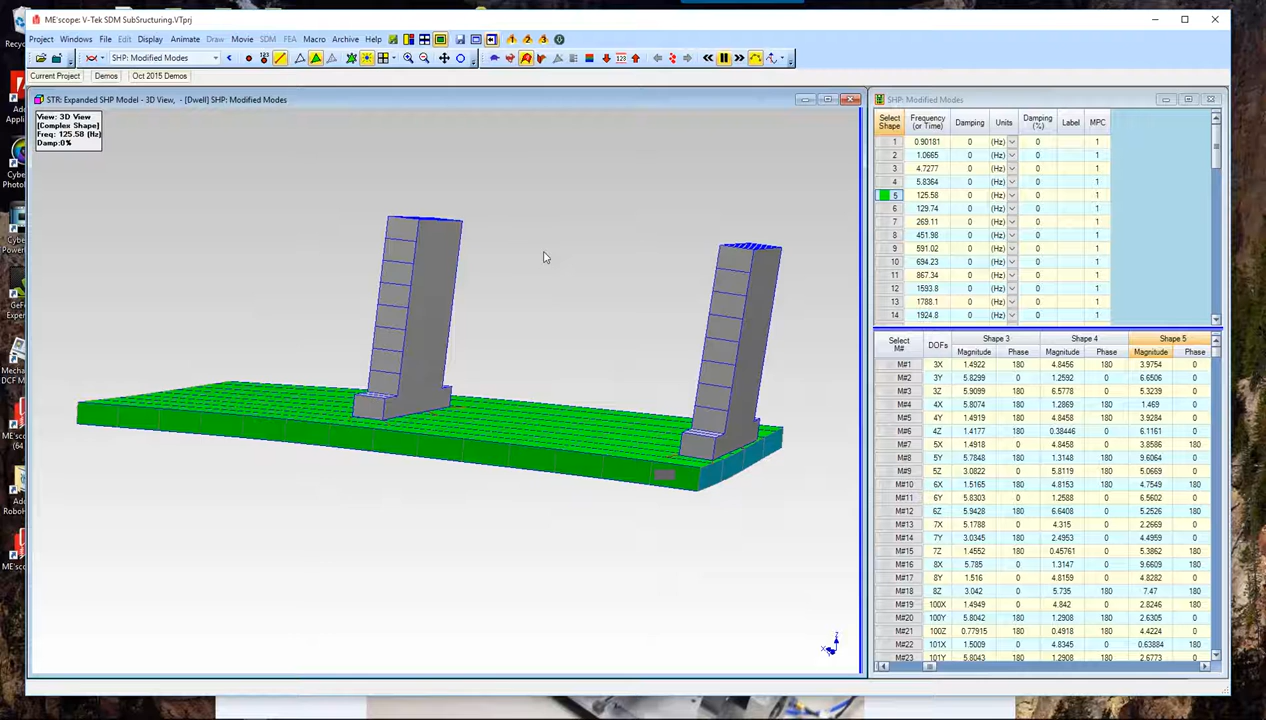 ME'scope: V-Tek SDM SubSructuring.VTprj
Project Windows File Edit Display Animate Draw Movie SDM FEA Macro Archive Help
SHP: Modified Modes
Current Project Demos Oct 2015 Demos
STR: Expanded SHP Model - 3D View, - [Dwell] SHP: Modified Modes
View: 3D View
[Complex Shape]
Freq: 125.58 (Hz)
Damp:0%
SHP: Modified Modes
Select Shape Frequency (or Time) Damping Units Damping (%) Label MPC
1 0.90181 0 (Hz) 0 1
2 1.0665 0 (Hz) 0 1
3 4.7277 0 (Hz) 0 1
4 5.8364 0 (Hz) 0 1
5 125.58 0 (Hz) 0 1
6 129.74 0 (Hz) 0 1
7 269.11 0 (Hz) 0 1
8 451.98 0 (Hz) 0 1
9 591.02 0 (Hz) 0 1
10 694.23 0 (Hz) 0 1
11 867.34 0 (Hz) 0 1
12 1593.8 0 (Hz) 0 1
13 1788.1 0 (Hz) 0 1
14 1924.8 0 (Hz) 0 1
Select M# DOFs Shape 3 Shape 4 Shape 5
Magnitude Phase Magnitude Phase Magnitude Phase
M#1 3X 1.4922 180 4.8456 180 3.9754 0
M#2 3Y 5.8299 0 1.2592 0 6.6506 0
M#3 3Z 5.9099 180 6.5778 0 5.3239 0
M#4 4X 5.8074 0 1.2869 180 1.469 0
M#5 4Y 1.4919 180 4.8458 180 3.9284 0
M#6 4Z 1.4177 180 0.38446 0 6.1161 0
M#7 5X 1.4918 0 4.8458 0 3.8586 180
M#8 5Y 5.7848 180 1.3148 0 9.6064 0
M#9 5Z 3.0822 0 5.8119 180 5.0669 0
M#10 6X 1.5165 0 4.8153 0 4.7549 180
M#11 6Y 5.8303 0 1.2588 0 6.5602 0
M#12 6Z 5.9428 180 6.6408 0 5.2526 180
M#13 7X 5.1788 0 4.315 0 2.2669 0
M#14 7Y 3.0345 180 2.4953 0 4.4959 0
M#15 7Z 1.4552 180 0.45761 0 5.3862 180
M#16 8X 5.785 0 1.3147 180 9.6609 180
M#17 8Y 1.516 0 4.8159 0 4.8282 180
M#18 8Z 3.042 0 5.735 180 7.47 180
M#19 100X 1.4949 0 4.842 0 2.8246 180
M#20 100Y 5.8042 180 1.2908 0 2.6305 0
M#21 100Z 0.77915 180 0.4918 180 4.4224 0
M#22 101X 1.5009 0 4.8345 0 0.63884 180
M#23 101Y 5.8043 180 1.2908 0 2.6773 0